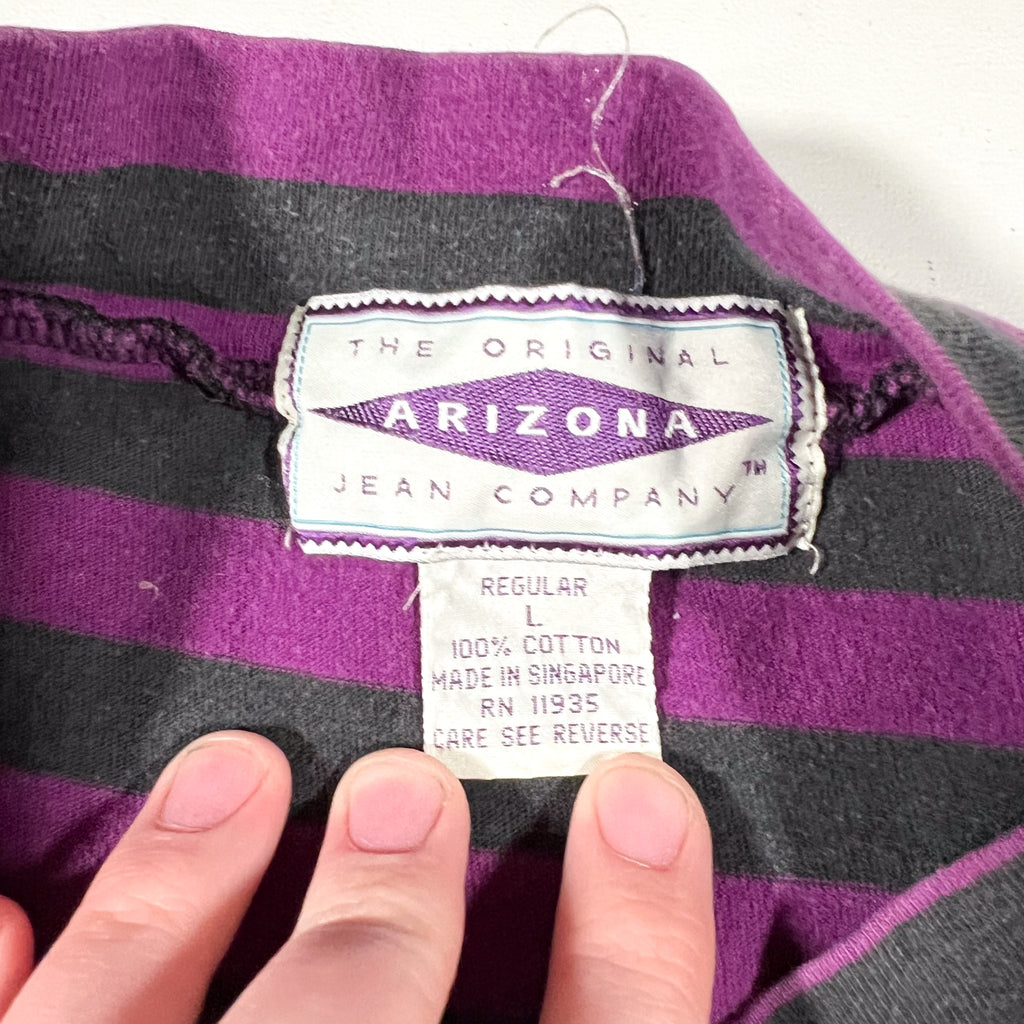 THE ORIGINAL
ARIZONA
JEAN COMPANY™
REGULAR
L
100% COTTON
MADE IN SINGAPORE
RN 11935
CARE SEE REVERSE